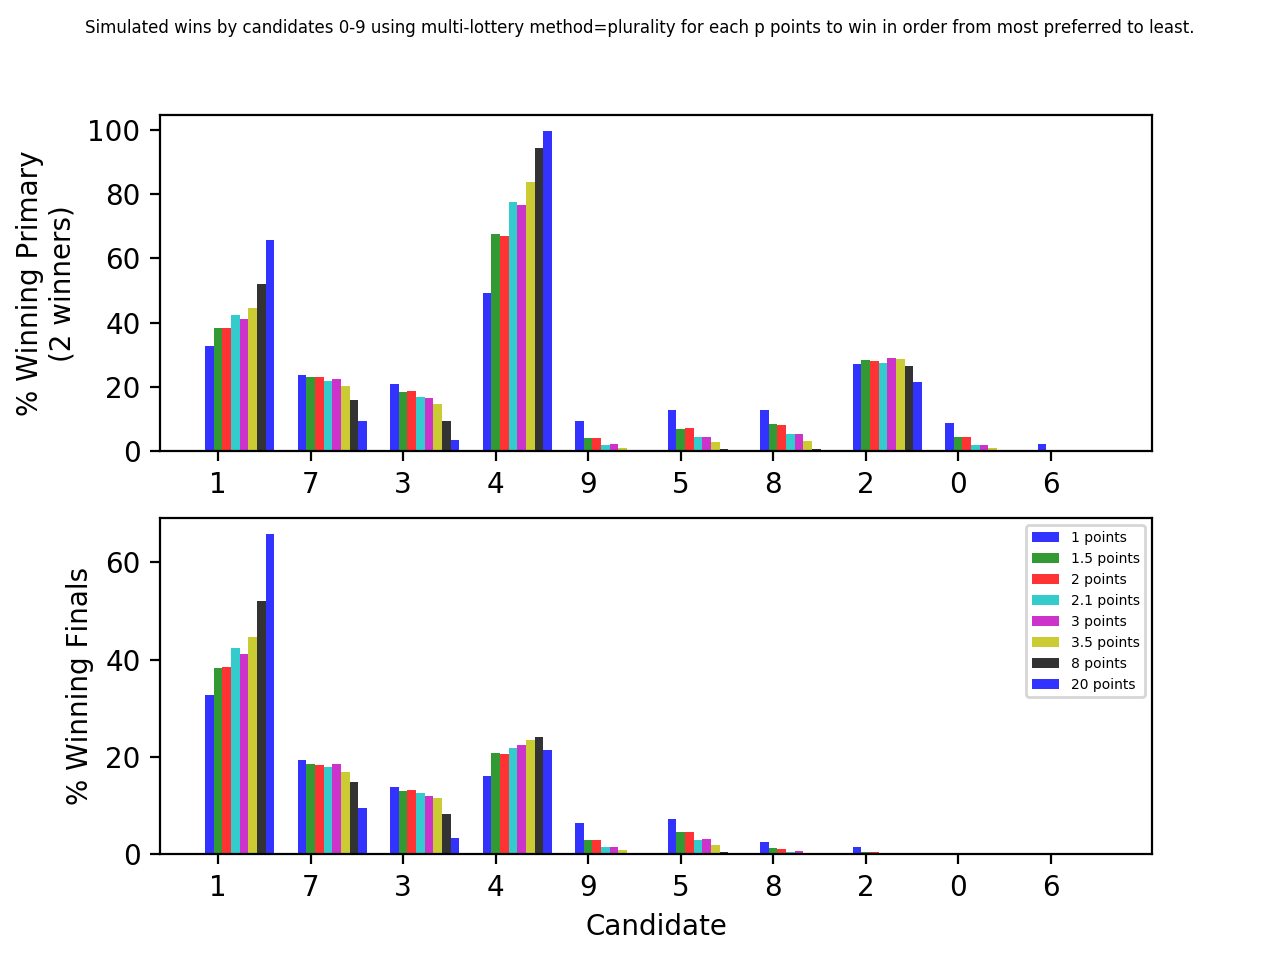 Simulated wins by candidates 0-9 using multi-lottery method=plurality for each p points to win in order from most preferred to least.
% Winning Primary
(2 winners)
100
80
60
40
20
0
1 7 3 4 9 5 8 2 0 6
% Winning Finals
60
40
20
0
1 points
1.5 points
2 points
2.1 points
3 points
3.5 points
8 points
20 points
1 7 3 4 9 5 8 2 0 6
Candidate